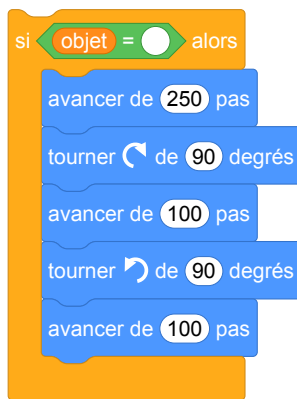 si objet = alors
avancer de 250 pas
tourner de 90 degrés
avancer de 100 pas
tourner de 90 degrés
avancer de 100 pas